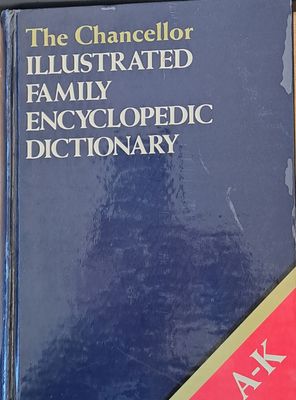 The Chancellor
ILLUSTRATED
FAMILY
ENCYCLOPEDIC
DICTIONARY
A-K